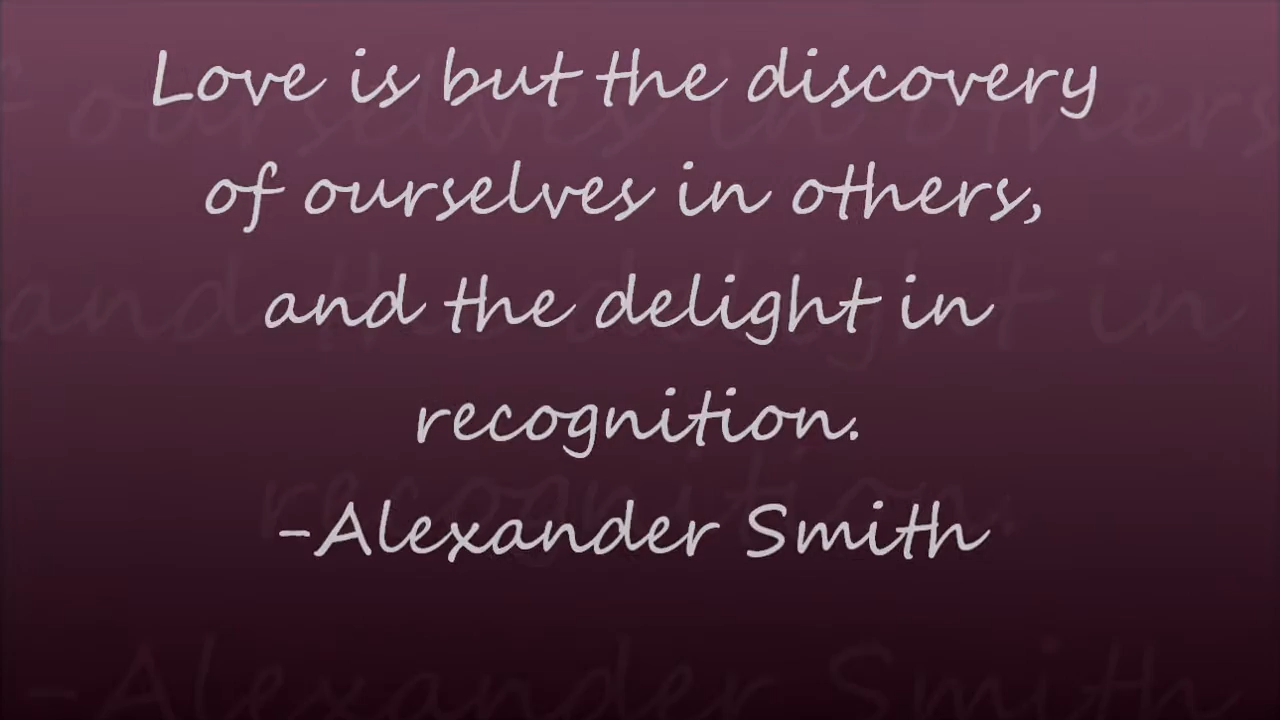 Love is but the discovery
of ourselves in others,
and the delight in
recognition.
-Alexander Smith